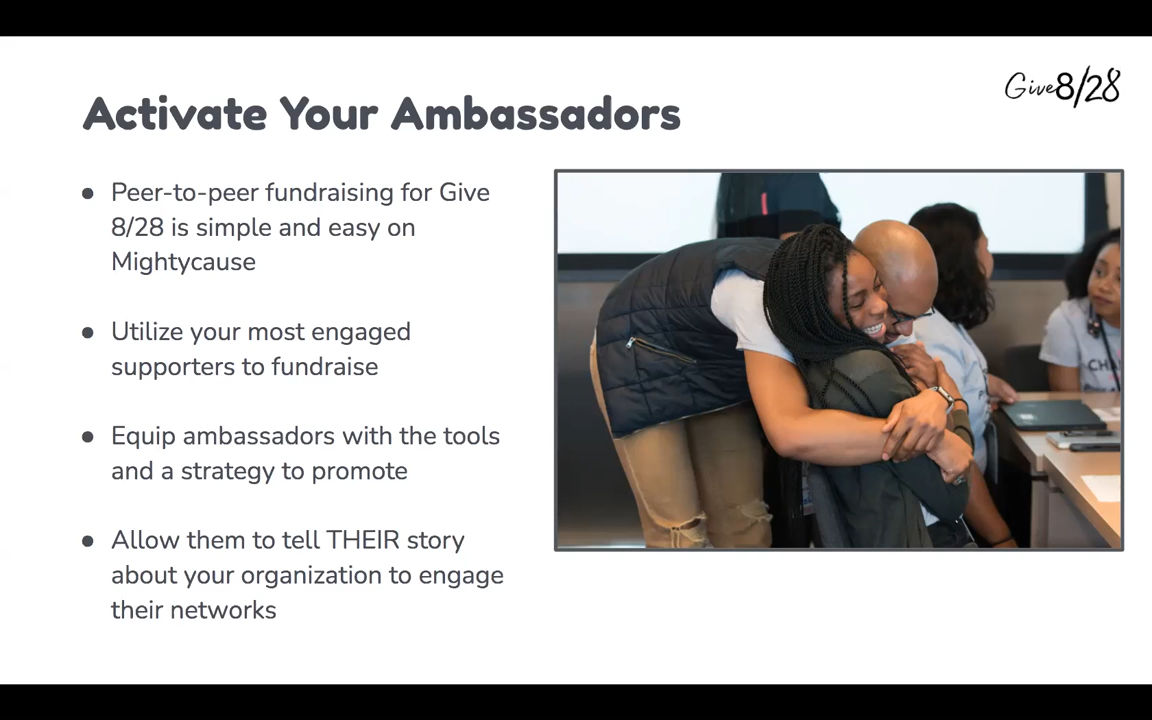 Give8/28
Activate Your Ambassadors
Peer-to-peer fundraising for Give
8/28 is simple and easy on
Mightycause
Utilize your most engaged
supporters to fundraise
Equip ambassadors with the tools
and a strategy to promote
Allow them to tell THEIR story
about your organization to engage
their networks